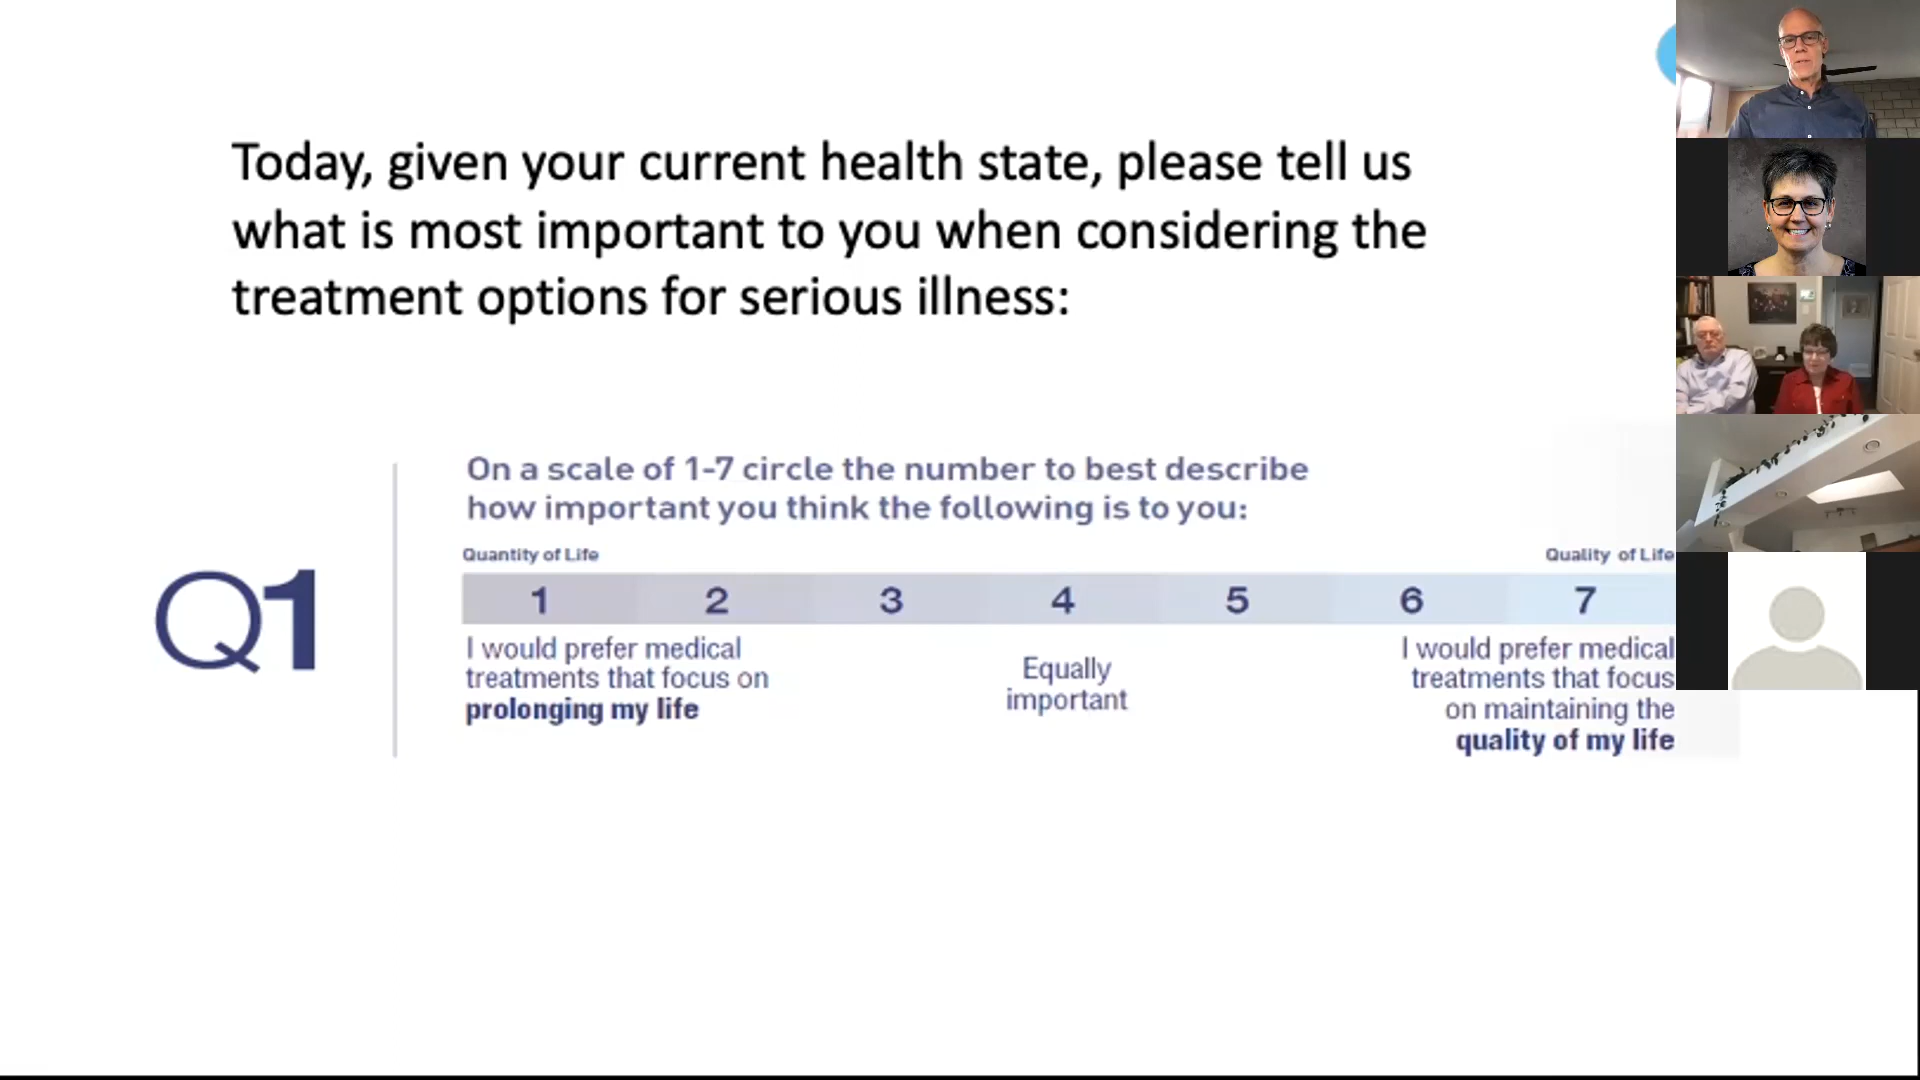 Today, given your current health state, please tell us
what is most important to you when considering the
treatment options for serious illness:
Q1
On a scale of 1-7 circle the number to best describe
how important you think the following is to you:
Quantity of Life
Quality of Life
1 2 3 4 5 6 7
I would prefer medical
treatments that focus on
prolonging my life
Equally
important
I would prefer medical
treatments that focus
on maintaining the
quality of my life